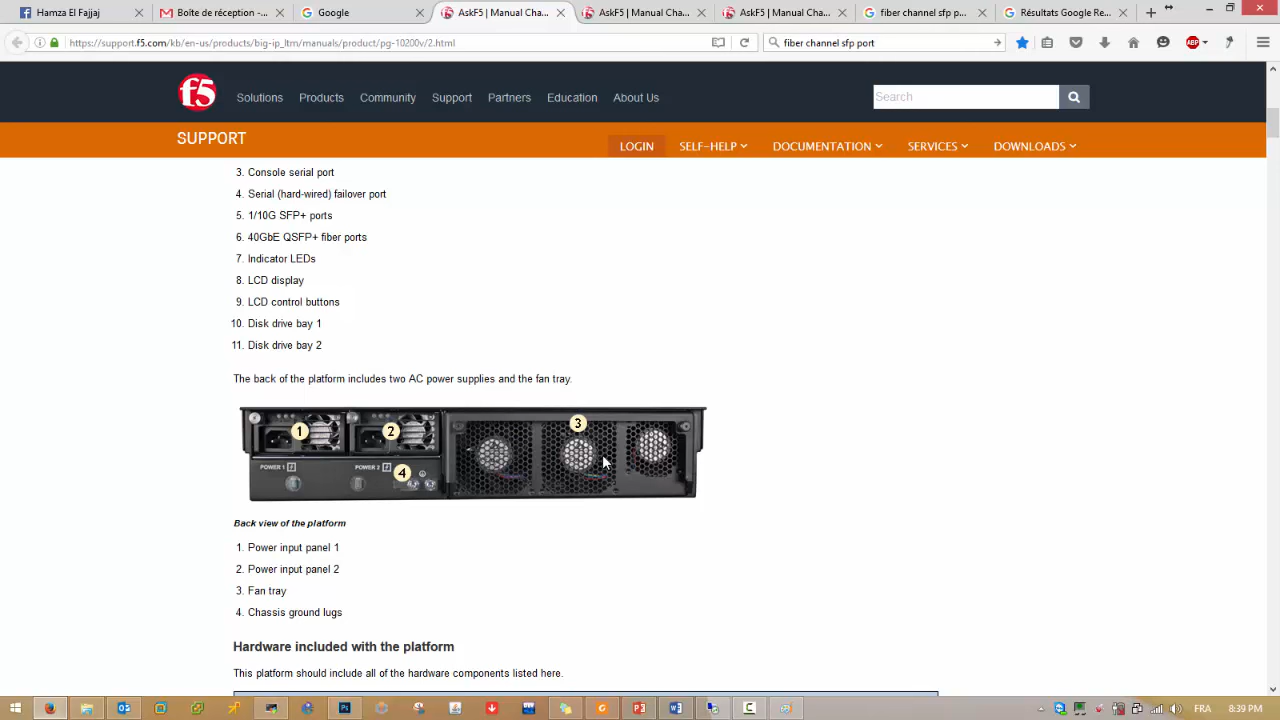 Hamza El Fajjaj
Boîte de réception - ...
Google
AskF5 | Manual Cha...
AskF5 | Manual Cha...
AskF5 | Manual Cha...
fiber channel sfp p...
Résultats Google Re...
https://support.f5.com/kb/en-us/products/big-ip_ltm/manuals/product/pg-10200v/2.html
fiber channel sfp port
ABP
f5
Solutions
Products
Community
Support
Partners
Education
About Us
Search
SUPPORT
LOGIN
SELF-HELP
DOCUMENTATION
SERVICES
DOWNLOADS
3. Console serial port
4. Serial (hard-wired) failover port
5. 1/10G SFP+ ports
6. 40GbE QSFP+ fiber ports
7. Indicator LEDs
8. LCD display
9. LCD control buttons
10. Disk drive bay 1
11. Disk drive bay 2
The back of the platform includes two AC power supplies and the fan tray.
1
2
3
4
POWER 1
POWER 2
Back view of the platform
1. Power input panel 1
2. Power input panel 2
3. Fan tray
4. Chassis ground lugs
Hardware included with the platform
This platform should include all of the hardware components listed here.
FR
8:39 PM